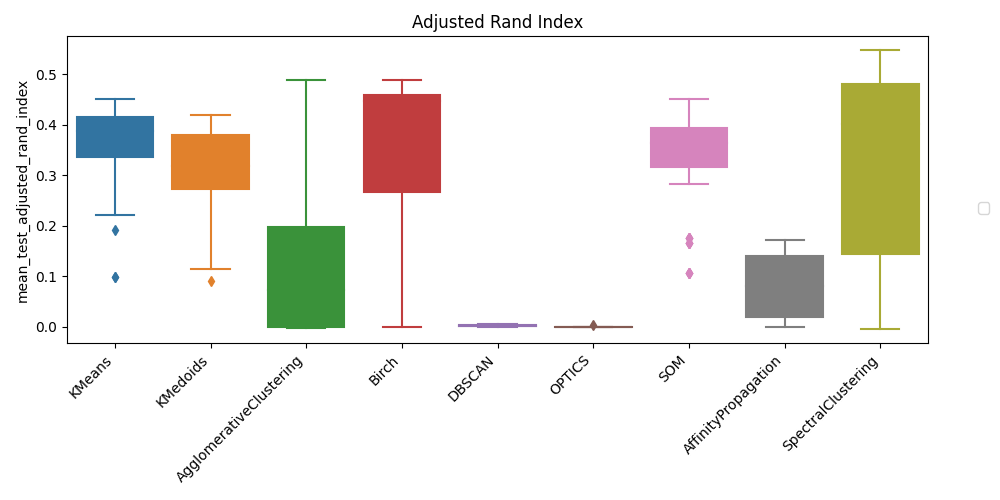 Adjusted Rand Index
mean_test_adjusted_rand_index
0.5
0.4
0.3
0.2
0.1
0.0
KMeans
KMedoids
AgglomerativeClustering
Birch
DBSCAN
OPTICS
SOM
AffinityPropagation
SpectralClustering